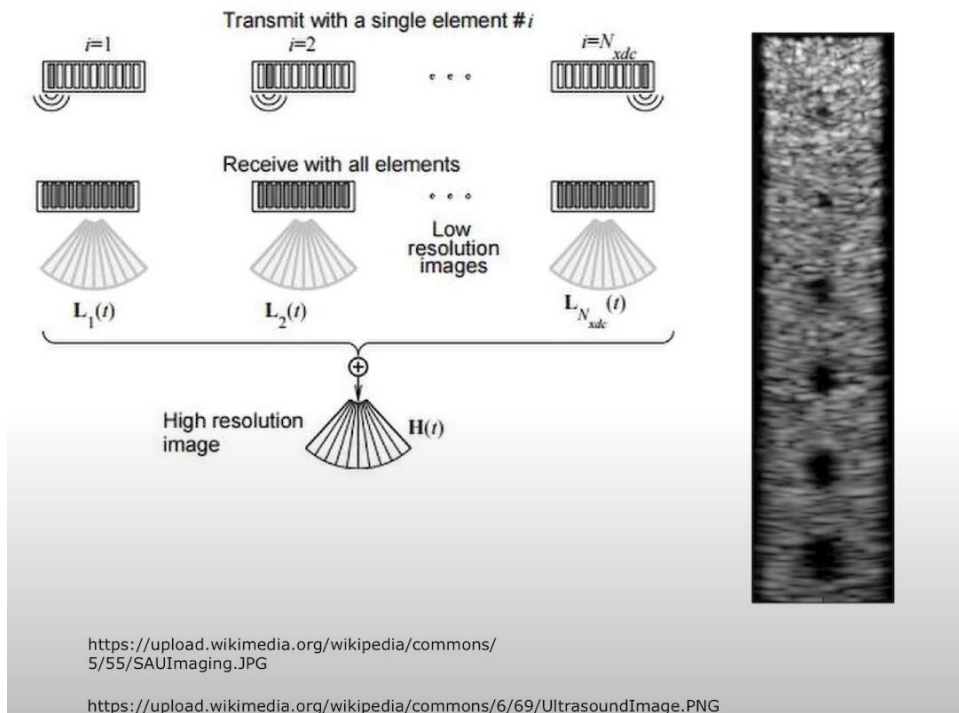 Transmit with a single element #i
i=1
i=2
i=N_xdc
Receive with all elements
Low
resolution
images
L_1(t)
L_2(t)
L_N_xdc(t)
High resolution
image
H(t)
https://upload.wikimedia.org/wikipedia/commons/
5/55/SAUImaging.JPG
https://upload.wikimedia.org/wikipedia/commons/6/69/UltrasoundImage.PNG